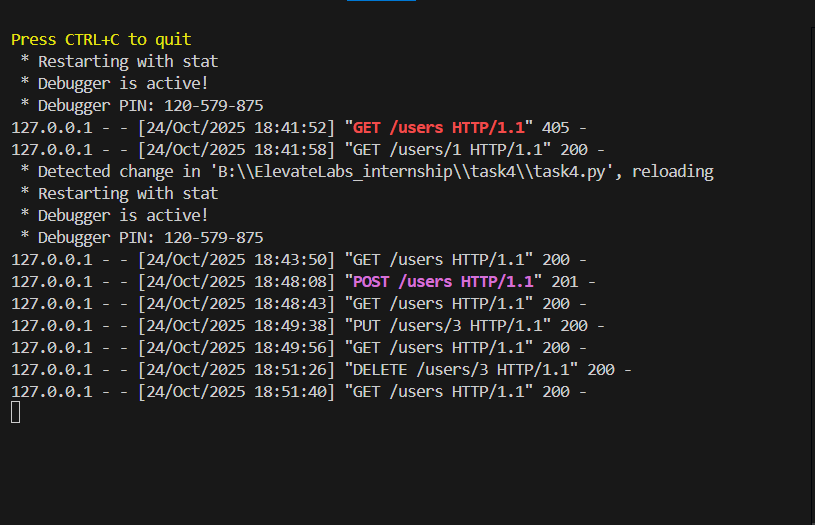 Press CTRL+C to quit
 * Restarting with stat
 * Debugger is active!
 * Debugger PIN: 120-579-875
127.0.0.1 - - [24/Oct/2025 18:41:52] "GET /users HTTP/1.1" 405 -
127.0.0.1 - - [24/Oct/2025 18:41:58] "GET /users/1 HTTP/1.1" 200 -
 * Detected change in 'B:\\ElevateLabs_internship\\task4\\task4.py', reloading
 * Restarting with stat
 * Debugger is active!
 * Debugger PIN: 120-579-875
127.0.0.1 - - [24/Oct/2025 18:43:50] "GET /users HTTP/1.1" 200 -
127.0.0.1 - - [24/Oct/2025 18:48:08] "POST /users HTTP/1.1" 201 -
127.0.0.1 - - [24/Oct/2025 18:48:43] "GET /users HTTP/1.1" 200 -
127.0.0.1 - - [24/Oct/2025 18:49:38] "PUT /users/3 HTTP/1.1" 200 -
127.0.0.1 - - [24/Oct/2025 18:49:56] "GET /users HTTP/1.1" 200 -
127.0.0.1 - - [24/Oct/2025 18:51:26] "DELETE /users/3 HTTP/1.1" 200 -
127.0.0.1 - - [24/Oct/2025 18:51:40] "GET /users HTTP/1.1" 200 -